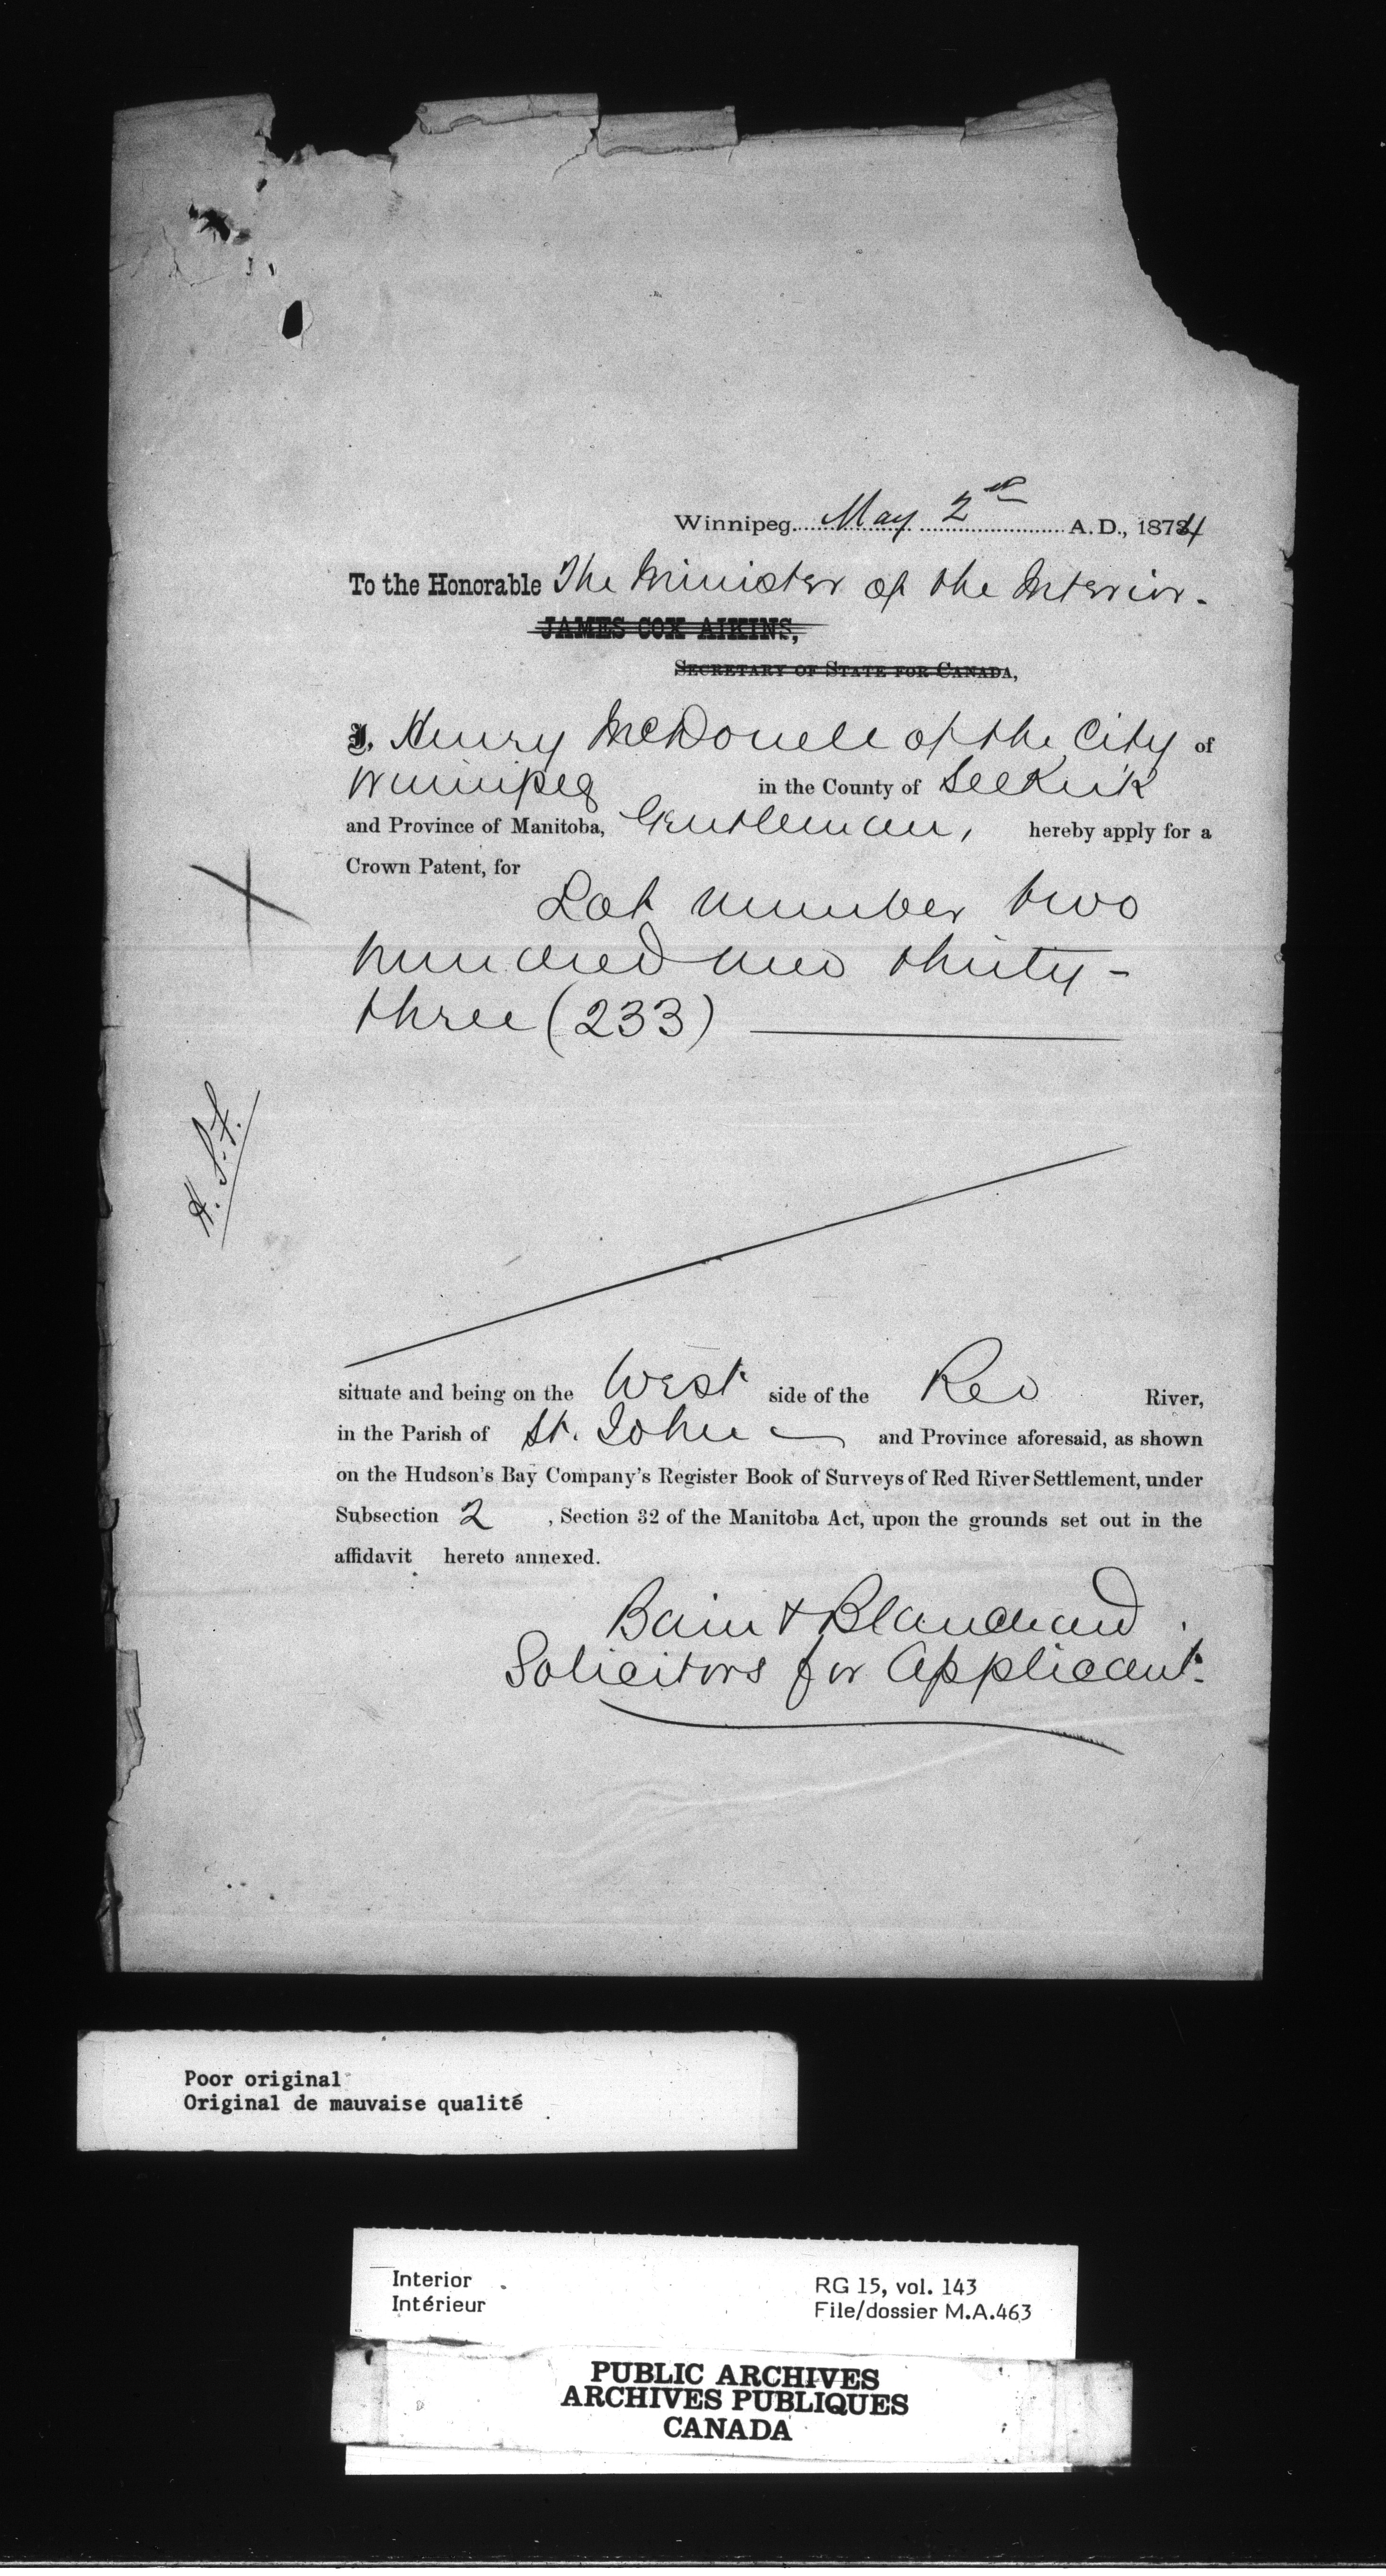 Winnipeg. May 2nd A.D., 1874
To the Honorable The Minister of the Interior.
JAMES COX AIKINS,
SECRETARY OF STATE FOR CANADA,
I, Henry McDonell of the City of
Winnipeg in the County of Selkirk
and Province of Manitoba, Gentleman, hereby apply for a
Crown Patent, for
Lot number two
hundred and thirty-
three (233)
H. S. F.
situate and being on the West side of the Red River,
in the Parish of St. John and Province aforesaid, as shown
on the Hudson's Bay Company's Register Book of Surveys of Red River Settlement, under
Subsection 2 , Section 32 of the Manitoba Act, upon the grounds set out in the
affidavit hereto annexed.
Bain & Blanchard
Solicitors for Applicant.
Poor original
Original de mauvaise qualité
Interior
Intérieur
RG 15, vol. 143
File/dossier M.A.463
PUBLIC ARCHIVES
ARCHIVES PUBLIQUES
CANADA